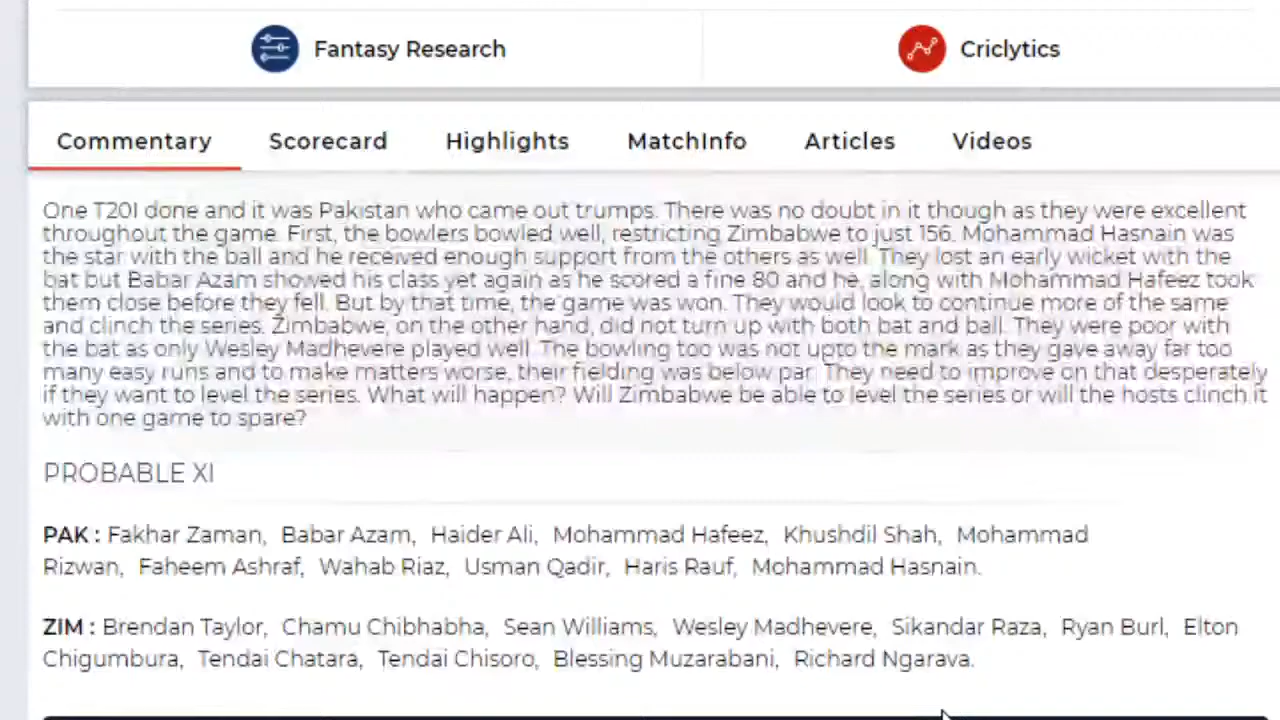 Fantasy Research
Criclytics
Commentary Scorecard Highlights MatchInfo Articles Videos
One T20I done and it was Pakistan who came out trumps. There was no doubt in it though as they were excellent
throughout the game. First, the bowlers bowled well, restricting Zimbabwe to just 156. Mohammad Hasnain was
the star with the ball and he received enough support from the others as well. They lost an early wicket with the
bat but Babar Azam showed his class yet again as he scored a fine 80 and he, along with Mohammad Hafeez took
them close before they fell. But by that time, the game was won. They would look to continue more of the same
and clinch the series. Zimbabwe, on the other hand, did not turn up with both bat and ball. They were poor with
the bat as only Wesley Madhevere played well. The bowling too was not upto the mark as they gave away far too
many easy runs and to make matters worse, their fielding was below par. They need to improve on that desperately
if they want to level the series. What will happen? Will Zimbabwe be able to level the series or will the hosts clinch it
with one game to spare?
PROBABLE XI
PAK : Fakhar Zaman, Babar Azam, Haider Ali, Mohammad Hafeez, Khushdil Shah, Mohammad
Rizwan, Faheem Ashraf, Wahab Riaz, Usman Qadir, Haris Rauf, Mohammad Hasnain.
ZIM : Brendan Taylor, Chamu Chibhabha, Sean Williams, Wesley Madhevere, Sikandar Raza, Ryan Burl, Elton
Chigumbura, Tendai Chatara, Tendai Chisoro, Blessing Muzarabani, Richard Ngarava.